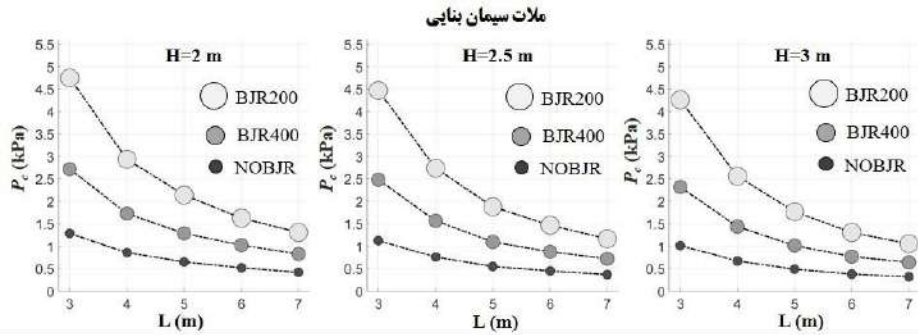 ملات سیمان بنایی
H=2 m
BJR200
BJR400
NOBJR
P_c (kPa)
5.5
5
4.5
4
3.5
3
2.5
2
1.5
1
0.5
0
3 4 5 6 7
L (m)
H=2.5 m
BJR200
BJR400
NOBJR
P_c (kPa)
5.5
5
4.5
4
3.5
3
2.5
2
1.5
1
0.5
0
3 4 5 6 7
L (m)
H=3 m
BJR200
BJR400
NOBJR
P_c (kPa)
5.5
5
4.5
4
3.5
3
2.5
2
1.5
1
0.5
0
3 4 5 6 7
L (m)